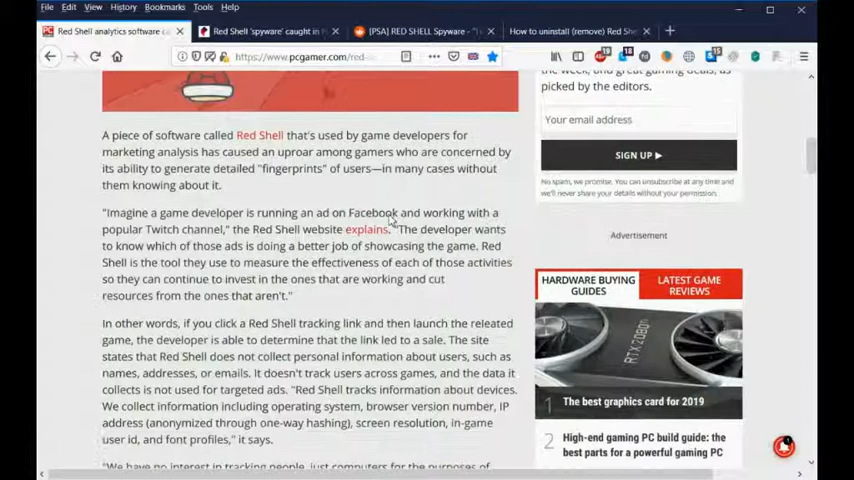 File Edit View History Bookmarks Tools Help
Red Shell analytics software ca
Red Shell 'spyware' caught in
[PSA] RED SHELL Spyware - "I
How to uninstall (remove) Red Sh
https://www.pcgamer.com/red-
19
18
15
the week, and great gaming deals, as
picked by the editors.
Your email address
SIGN UP
No spam, we promise. You can unsubscribe at any time and
we'll never share your details without your permission.
A piece of software called Red Shell that's used by game developers for
marketing analysis has caused an uproar among gamers who are concerned by
its ability to generate detailed "fingerprints" of users—in many cases without
them knowing about it.
"Imagine a game developer is running an ad on Facebook and working with a
popular Twitch channel," the Red Shell website explains. "The developer wants
to know which of those ads is doing a better job of showcasing the game. Red
Shell is the tool they use to measure the effectiveness of each of those activities
so they can continue to invest in the ones that are working and cut
resources from the ones that aren't."
In other words, if you click a Red Shell tracking link and then launch the releated
game, the developer is able to determine that the link led to a sale. The site
states that Red Shell does not collect personal information about users, such as
names, addresses, or emails. It doesn't track users across games, and the data it
collects is not used for targeted ads. "Red Shell tracks information about devices.
We collect information including operating system, browser version number, IP
address (anonymized through one-way hashing), screen resolution, in-game
user id, and font profiles," it says.
"We have no interest in tracking people, just computers for the purposes of
Advertisement
HARDWARE BUYING
GUIDES
LATEST GAME
REVIEWS
RTX 2080
1 The best graphics card for 2019
2 High-end gaming PC build guide: the
best parts for a powerful gaming PC